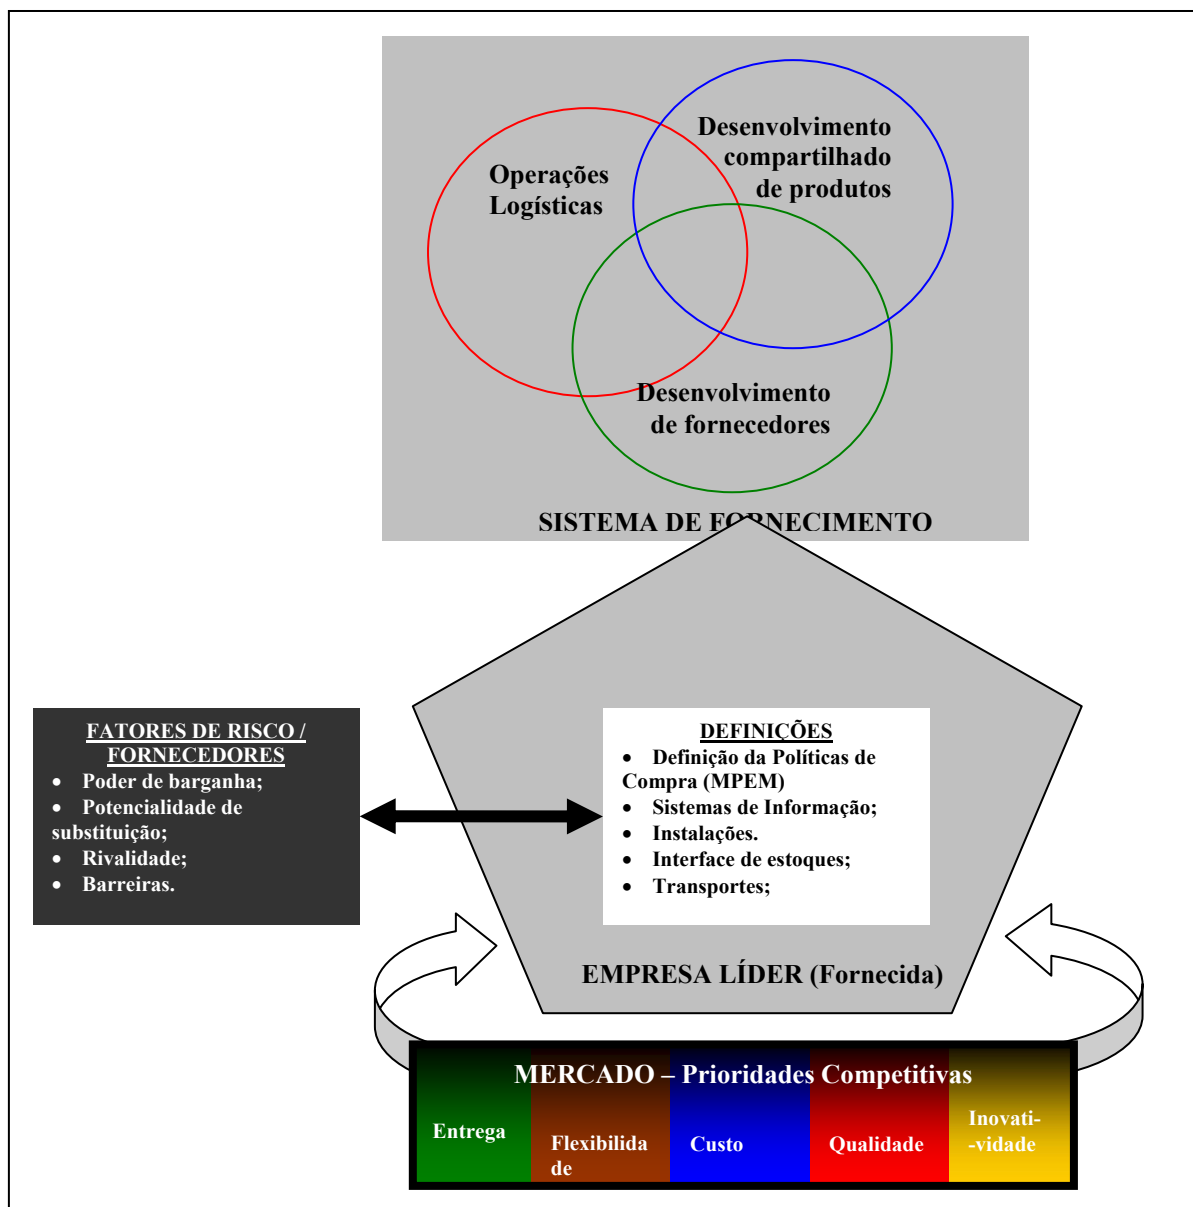 Desenvolvimento
compartilhado
de produtos
Operações
Logísticas
Desenvolvimento
de fornecedores
SISTEMA DE FORNECIMENTO
FATORES DE RISCO /
FORNECEDORES
• Poder de barganha;
• Potencialidade de
substituição;
• Rivalidade;
• Barreiras.
DEFINIÇÕES
• Definição da Políticas de
Compra (MPEM)
• Sistemas de Informação;
• Instalações.
• Interface de estoques;
• Transportes;
EMPRESA LÍDER (Fornecida)
MERCADO – Prioridades Competitivas
Entrega
Flexibilida
de
Custo
Qualidade
Inovati-
-vidade